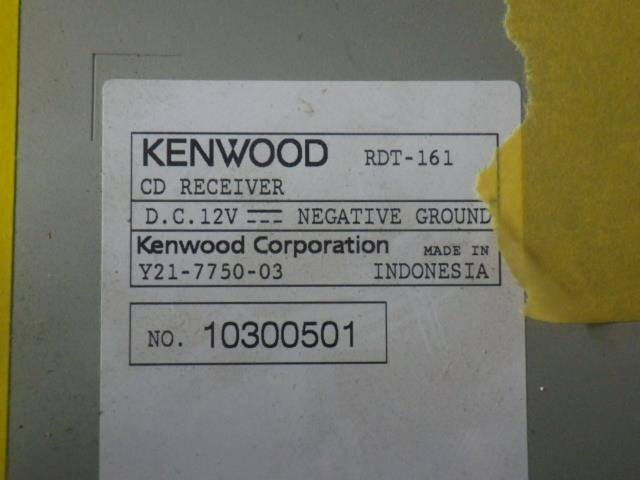 KENWOOD RDT-161
CD RECEIVER
D.C.12V ⎓ NEGATIVE GROUND
Kenwood Corporation MADE IN
Y21-7750-03 INDONESIA
NO. 10300501